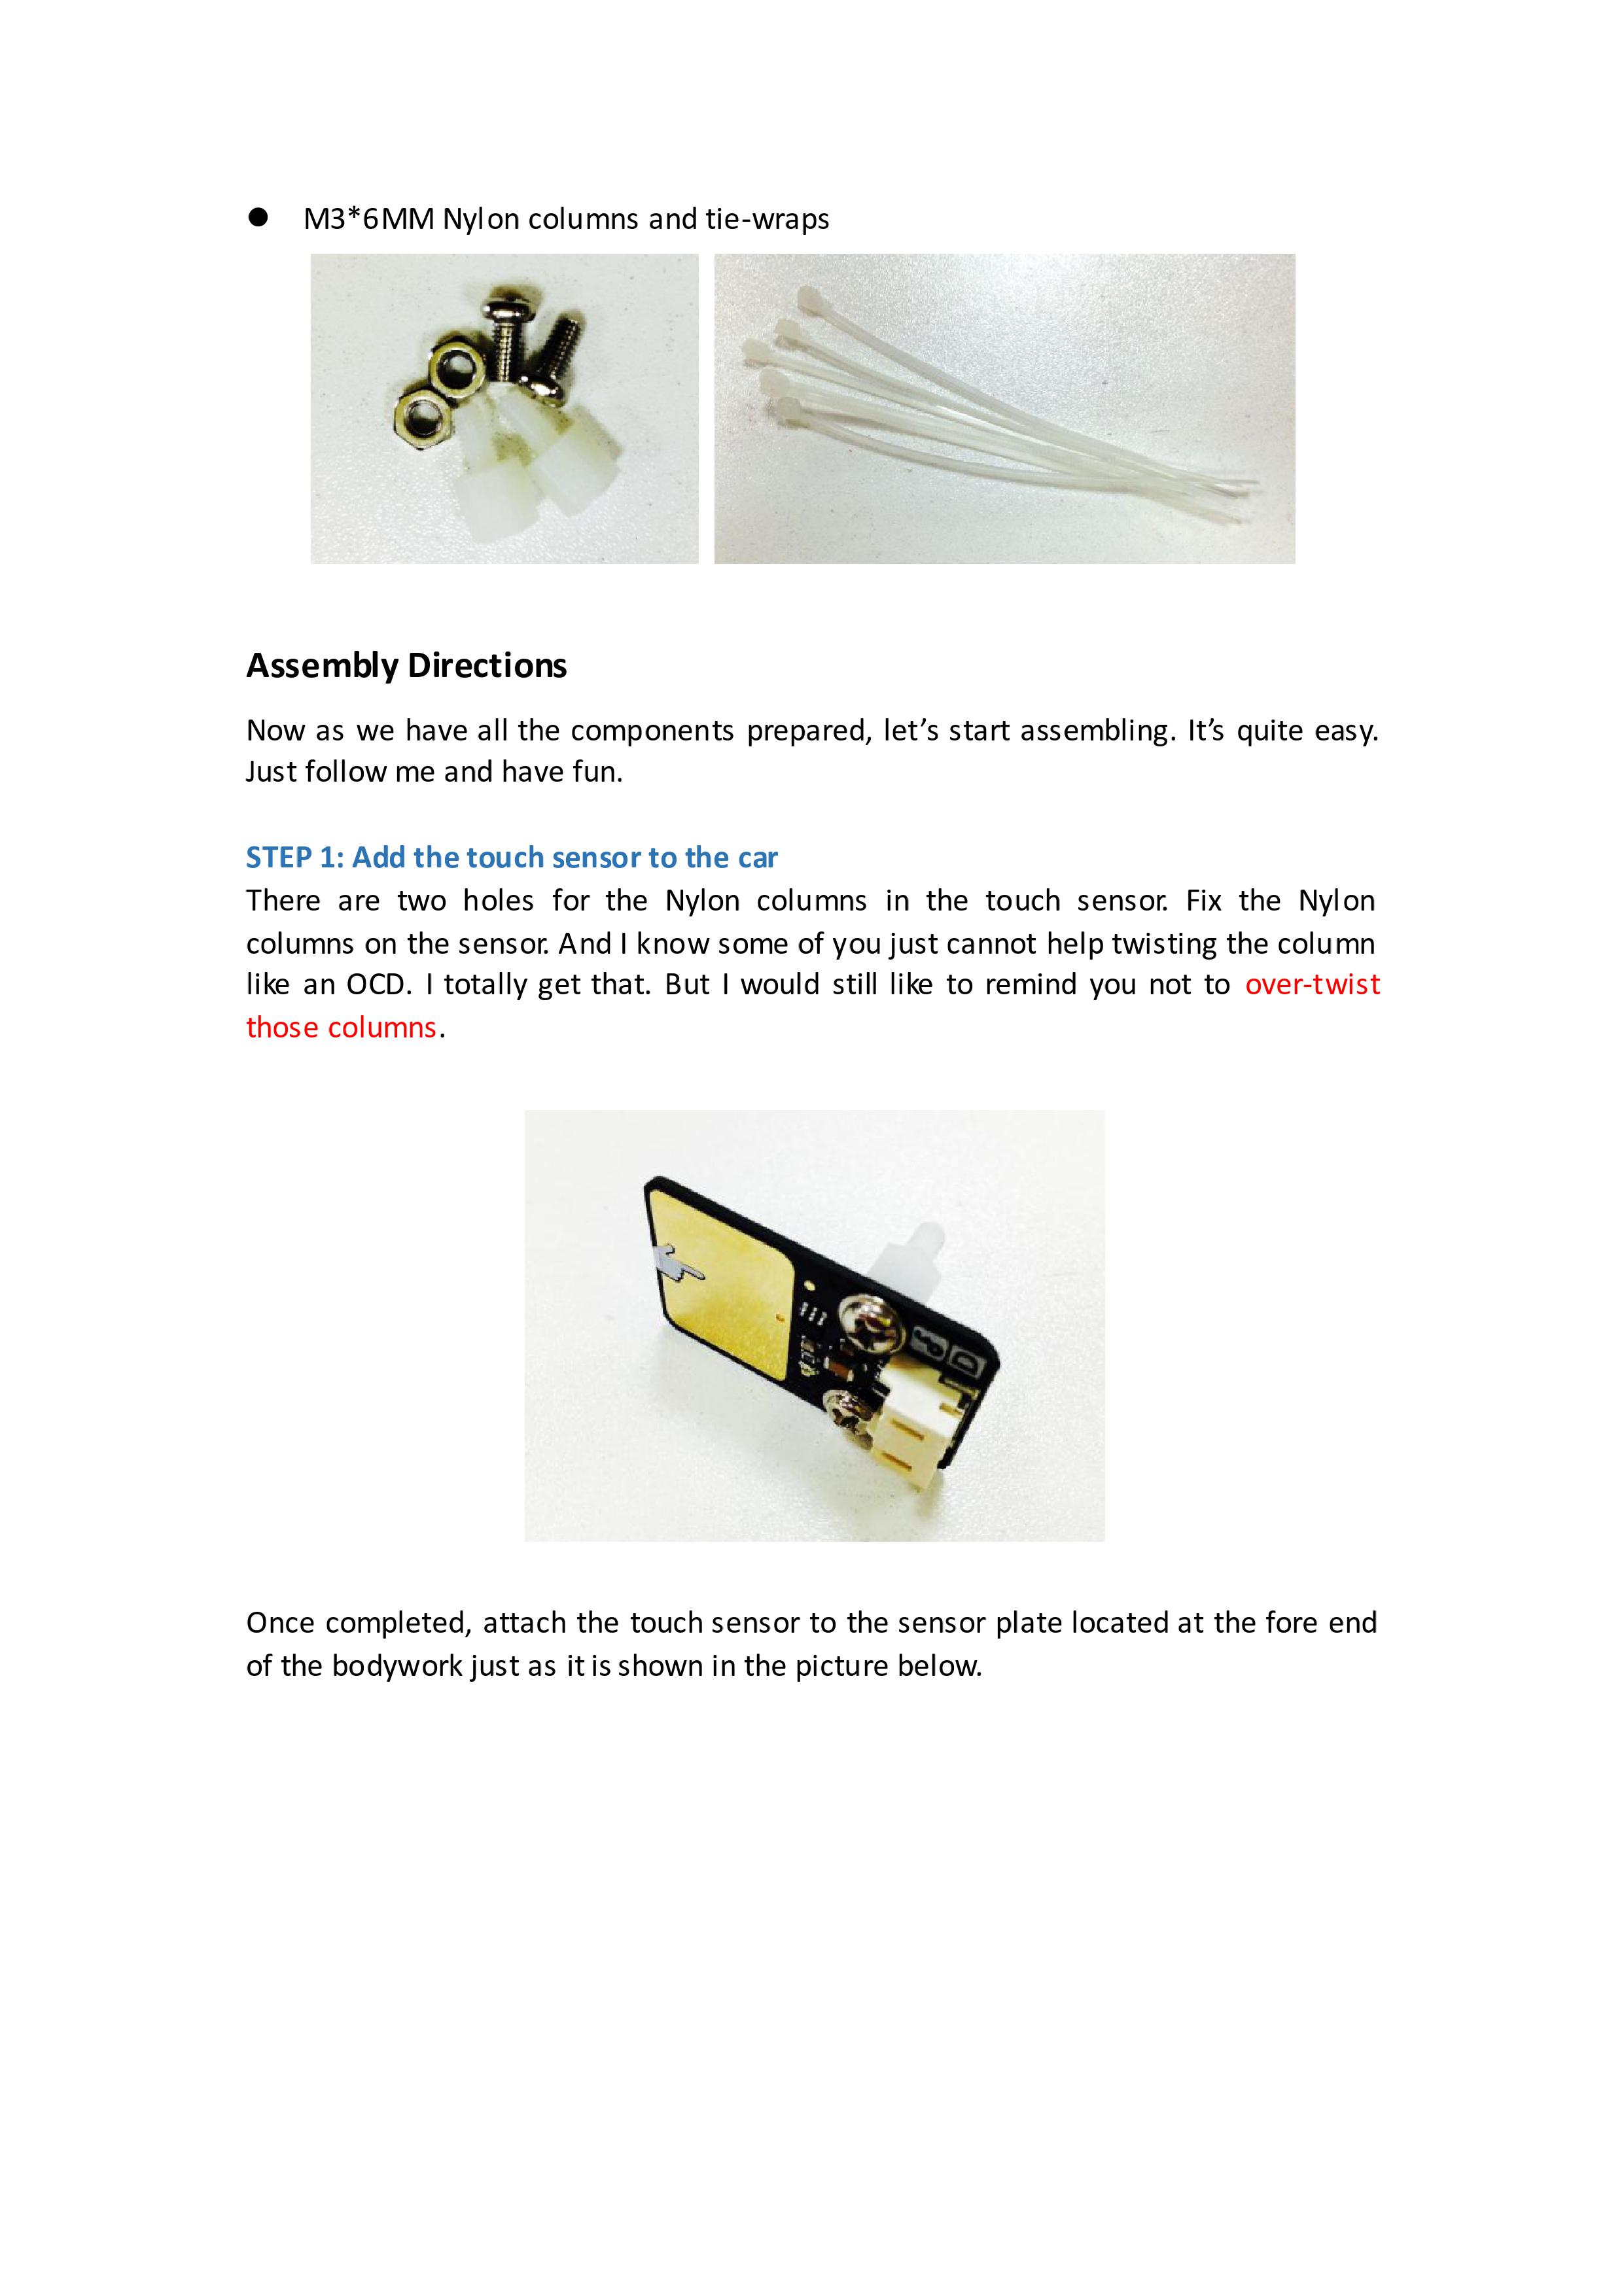 ● M3*6MM Nylon columns and tie-wraps
Assembly Directions
Now as we have all the components prepared, let’s start assembling. It’s quite easy.
Just follow me and have fun.
STEP 1: Add the touch sensor to the car
There are two holes for the Nylon columns in the touch sensor. Fix the Nylon
columns on the sensor. And I know some of you just cannot help twisting the column
like an OCD. I totally get that. But I would still like to remind you not to over-twist
those columns.
D
Once completed, attach the touch sensor to the sensor plate located at the fore end
of the bodywork just as it is shown in the picture below.